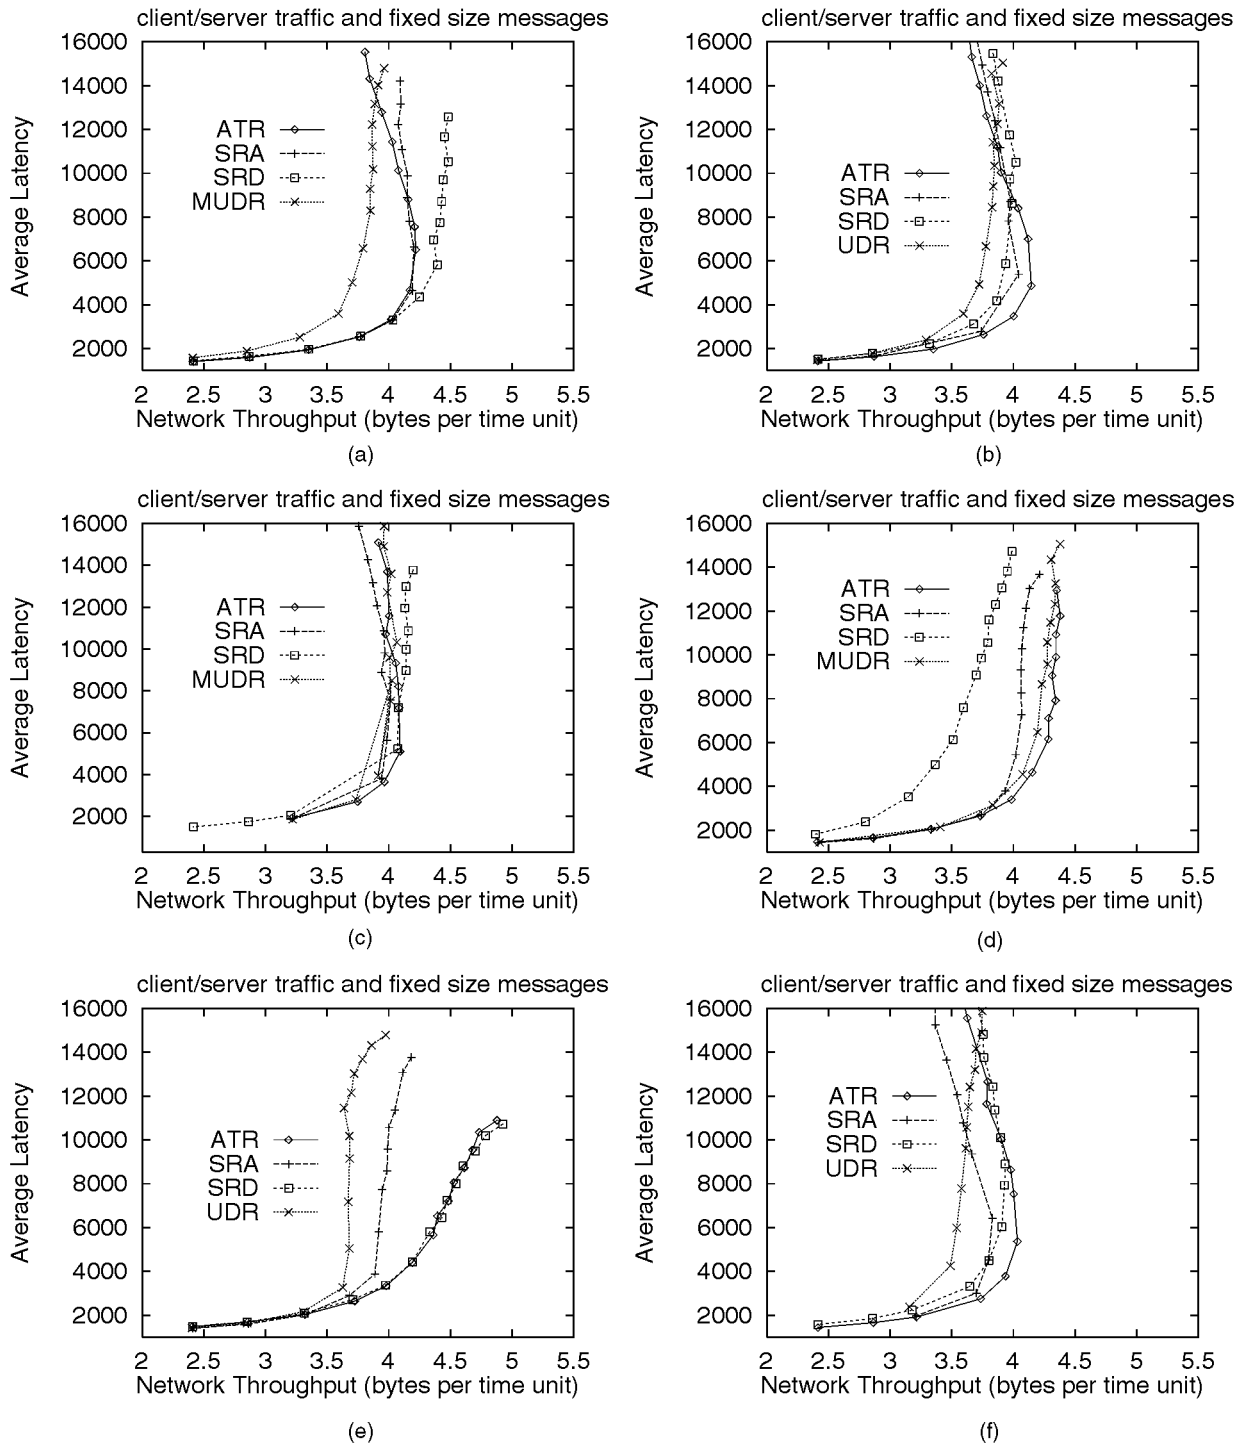 client/server traffic and fixed size messages
16000
14000
12000
10000
8000
6000
4000
2000
Average Latency
ATR
SRA
SRD
MUDR
2 2.5 3 3.5 4 4.5 5 5.5
Network Throughput (bytes per time unit)
(a)
client/server traffic and fixed size messages
16000
14000
12000
10000
8000
6000
4000
2000
Average Latency
ATR
SRA
SRD
UDR
2 2.5 3 3.5 4 4.5 5 5.5
Network Throughput (bytes per time unit)
(b)
client/server traffic and fixed size messages
16000
14000
12000
10000
8000
6000
4000
2000
Average Latency
ATR
SRA
SRD
MUDR
2 2.5 3 3.5 4 4.5 5 5.5
Network Throughput (bytes per time unit)
(c)
client/server traffic and fixed size messages
16000
14000
12000
10000
8000
6000
4000
2000
Average Latency
ATR
SRA
SRD
MUDR
2 2.5 3 3.5 4 4.5 5 5.5
Network Throughput (bytes per time unit)
(d)
client/server traffic and fixed size messages
16000
14000
12000
10000
8000
6000
4000
2000
Average Latency
ATR
SRA
SRD
UDR
2 2.5 3 3.5 4 4.5 5 5.5
Network Throughput (bytes per time unit)
(e)
client/server traffic and fixed size messages
16000
14000
12000
10000
8000
6000
4000
2000
Average Latency
ATR
SRA
SRD
UDR
2 2.5 3 3.5 4 4.5 5 5.5
Network Throughput (bytes per time unit)
(f)